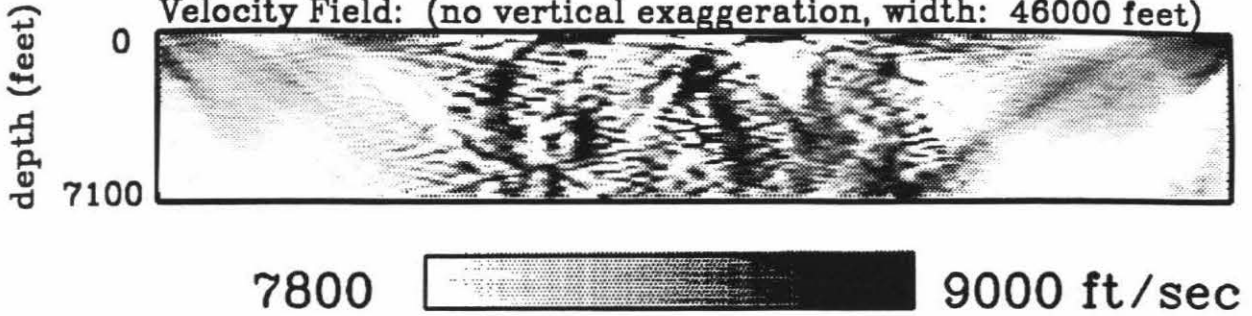 Velocity Field: (no vertical exaggeration, width: 46000 feet)
depth (feet)
0
7100
7800
9000 ft/sec